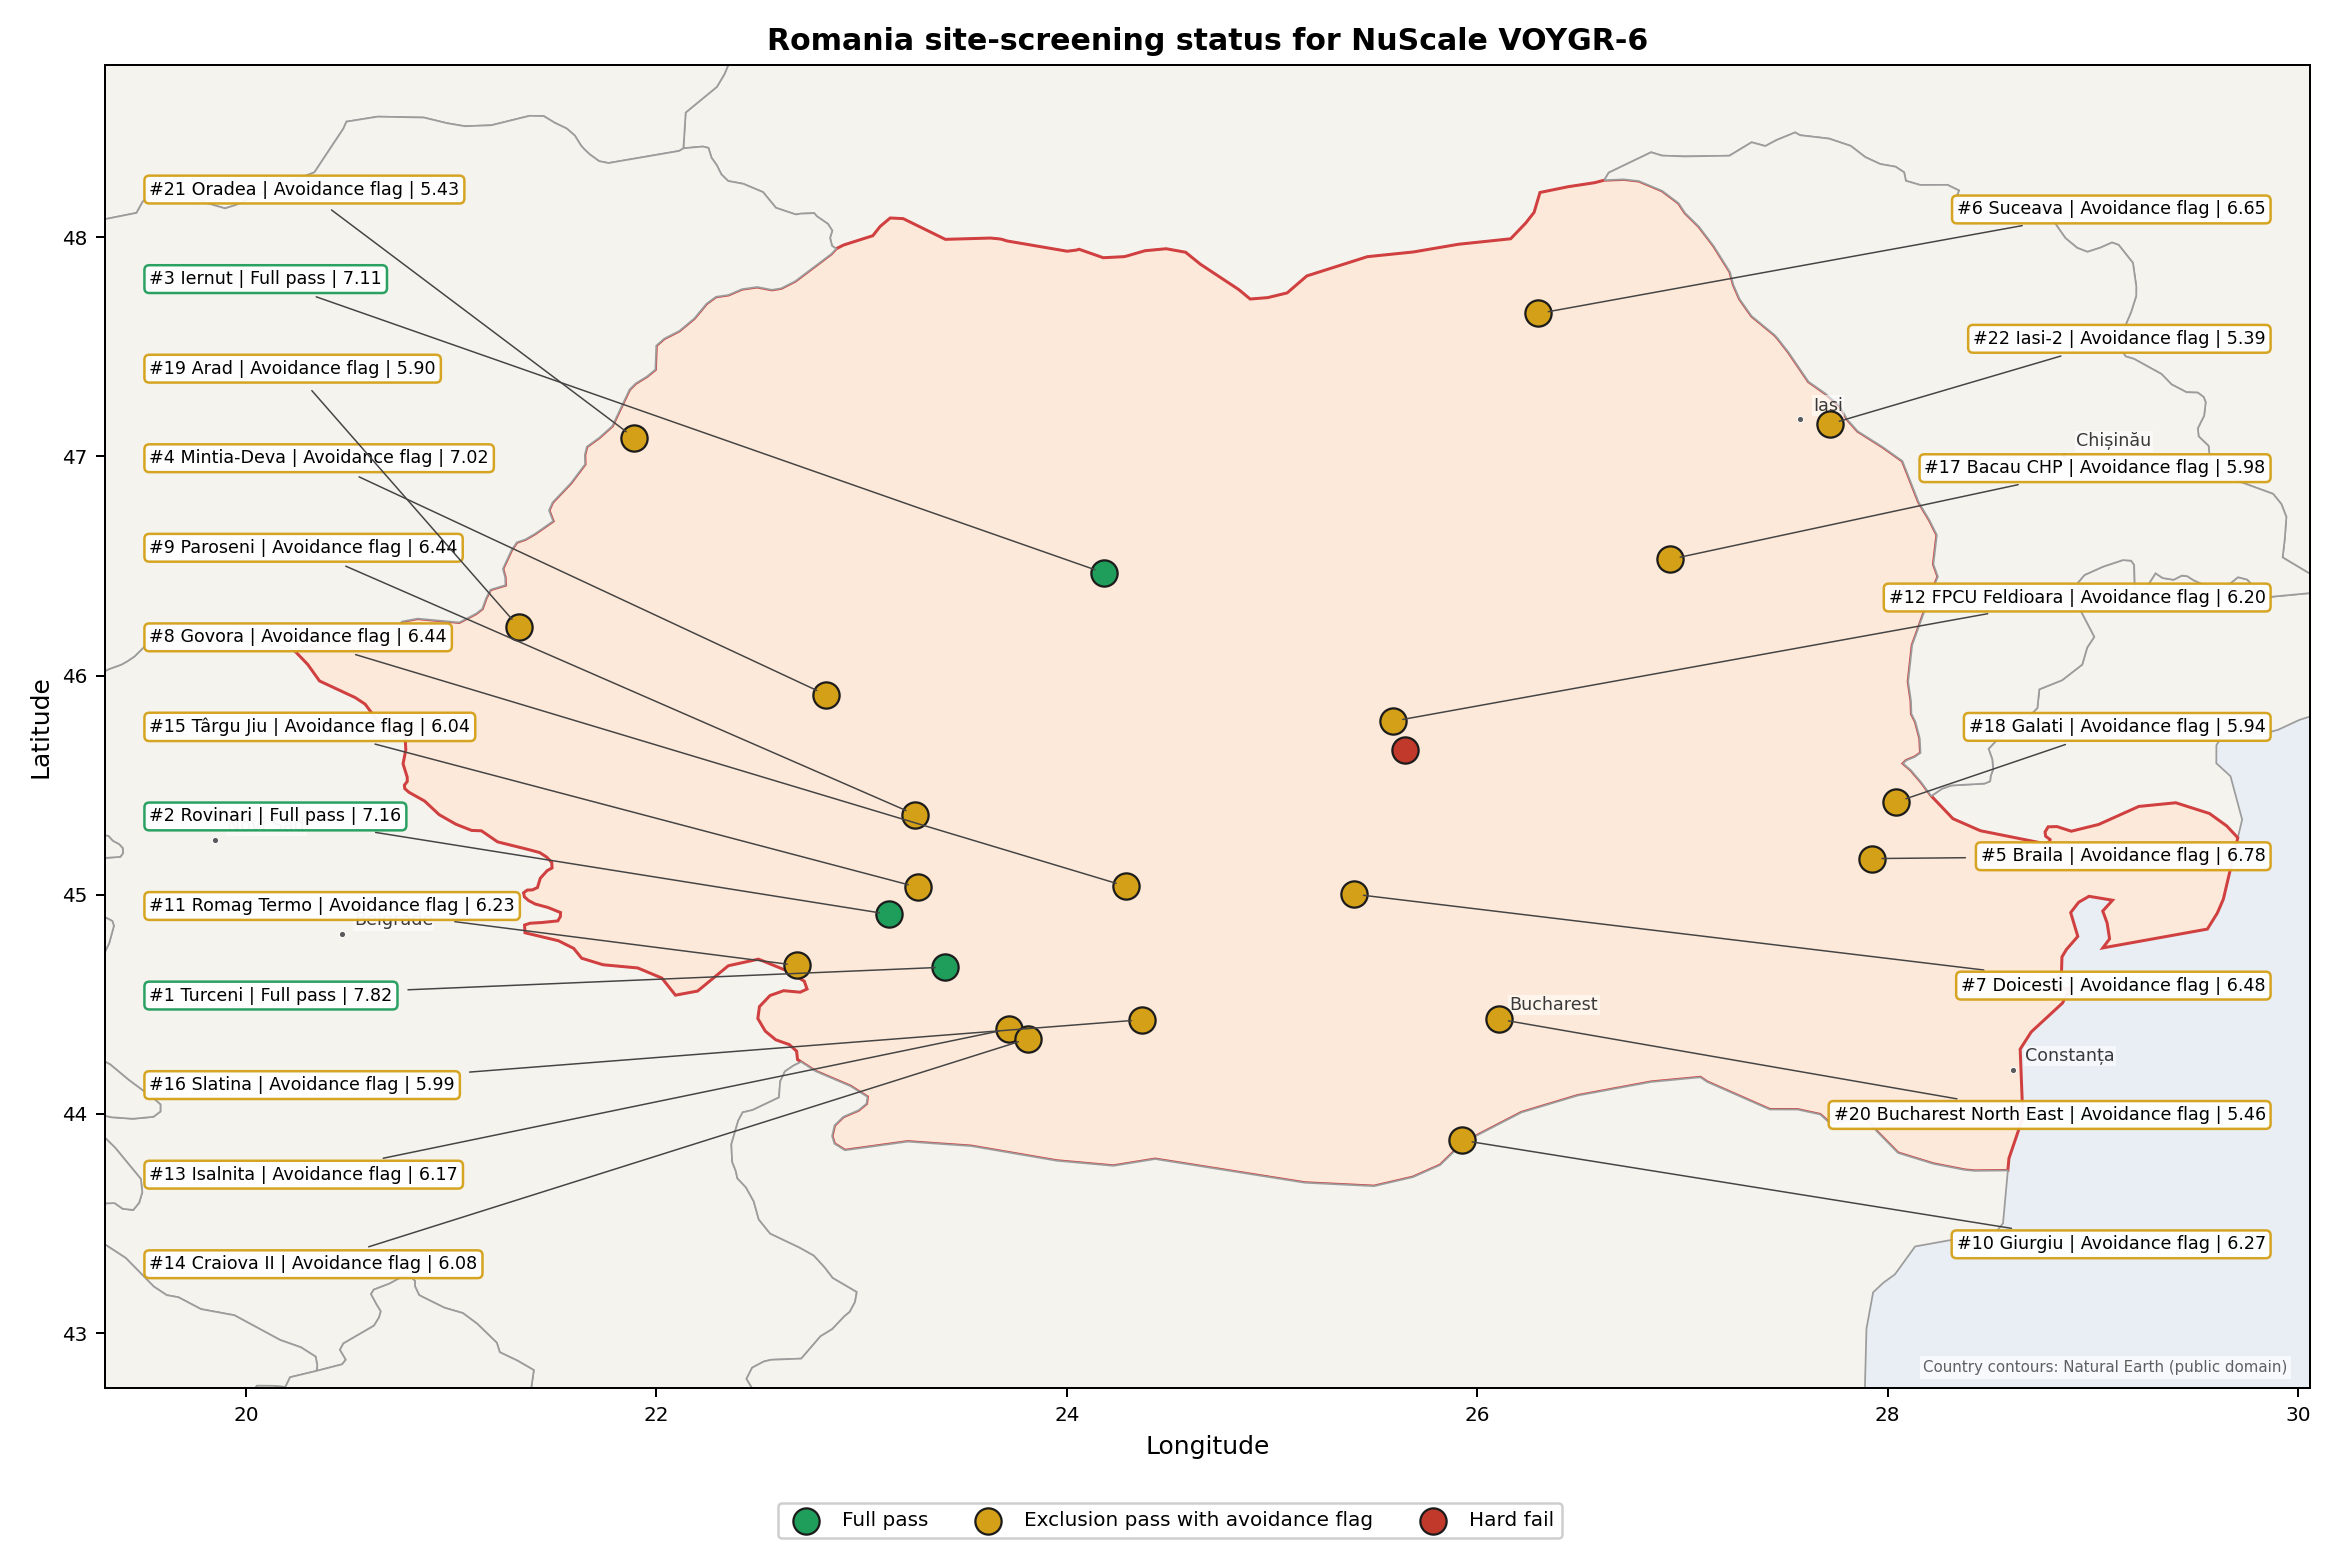 Romania site-screening status for NuScale VOYGR-6
#21 Oradea | Avoidance flag | 5.43
#3 Iernut | Full pass | 7.11
#19 Arad | Avoidance flag | 5.90
#4 Mintia-Deva | Avoidance flag | 7.02
#9 Paroseni | Avoidance flag | 6.44
#8 Govora | Avoidance flag | 6.44
#15 Târgu Jiu | Avoidance flag | 6.04
#2 Rovinari | Full pass | 7.16
#11 Romag Termo | Avoidance flag | 6.23
Belgrade
#1 Turceni | Full pass | 7.82
#16 Slatina | Avoidance flag | 5.99
#13 Isalnita | Avoidance flag | 6.17
#14 Craiova II | Avoidance flag | 6.08
#6 Suceava | Avoidance flag | 6.65
#22 Iasi-2 | Avoidance flag | 5.39
Iași
Chișinău
#17 Bacau CHP | Avoidance flag | 5.98
#12 FPCU Feldioara | Avoidance flag | 6.20
#18 Galati | Avoidance flag | 5.94
#5 Braila | Avoidance flag | 6.78
#7 Doicesti | Avoidance flag | 6.48
Bucharest
Constanța
#20 Bucharest North East | Avoidance flag | 5.46
#10 Giurgiu | Avoidance flag | 6.27
Country contours: Natural Earth (public domain)
48
47
46
45
44
43
Latitude
20
22
24
26
28
30
Longitude
Full pass
Exclusion pass with avoidance flag
Hard fail